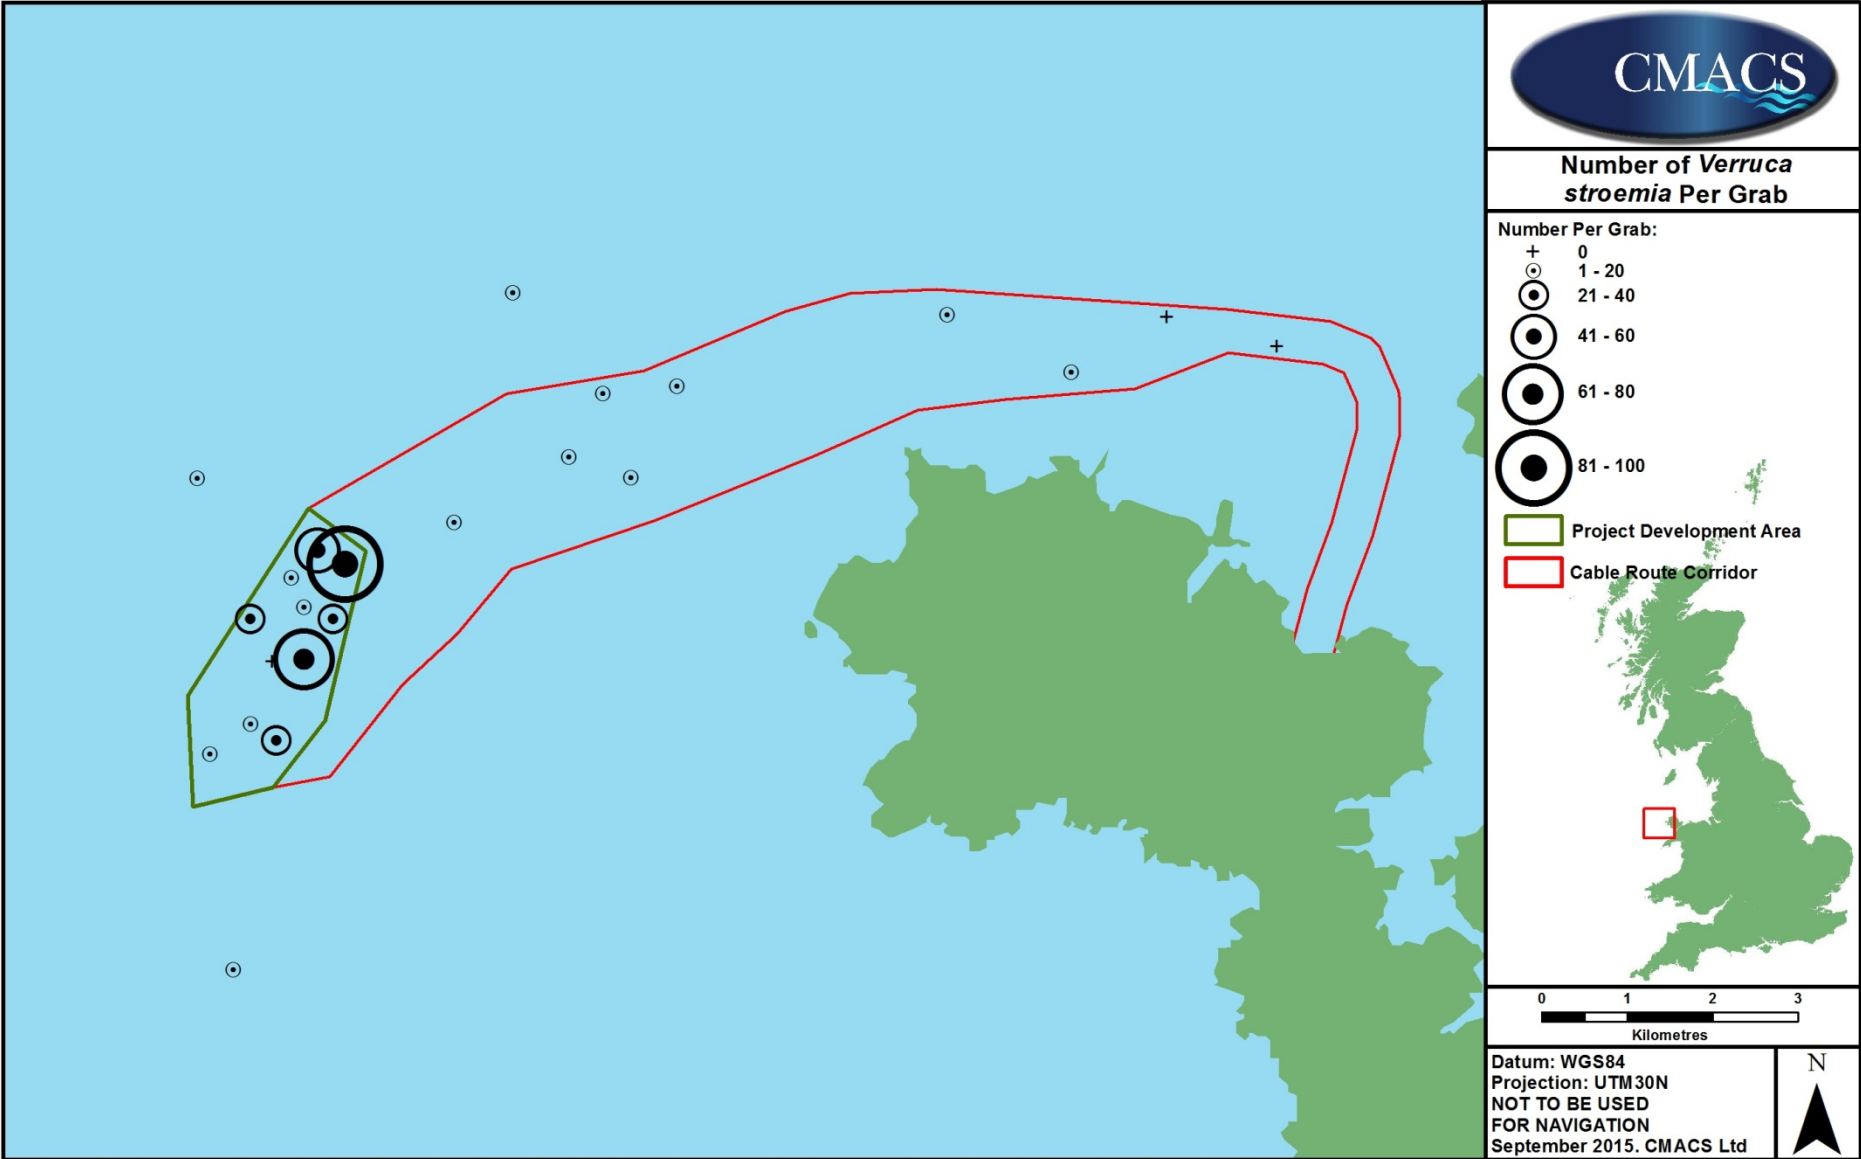 CMACS
Number of Verruca
stroemia Per Grab
Number Per Grab:
0
1 - 20
21 - 40
41 - 60
61 - 80
81 - 100
Project Development Area
Cable Route Corridor
0 1 2 3
Kilometres
Datum: WGS84
Projection: UTM30N
NOT TO BE USED
FOR NAVIGATION
September 2015. CMACS Ltd
N